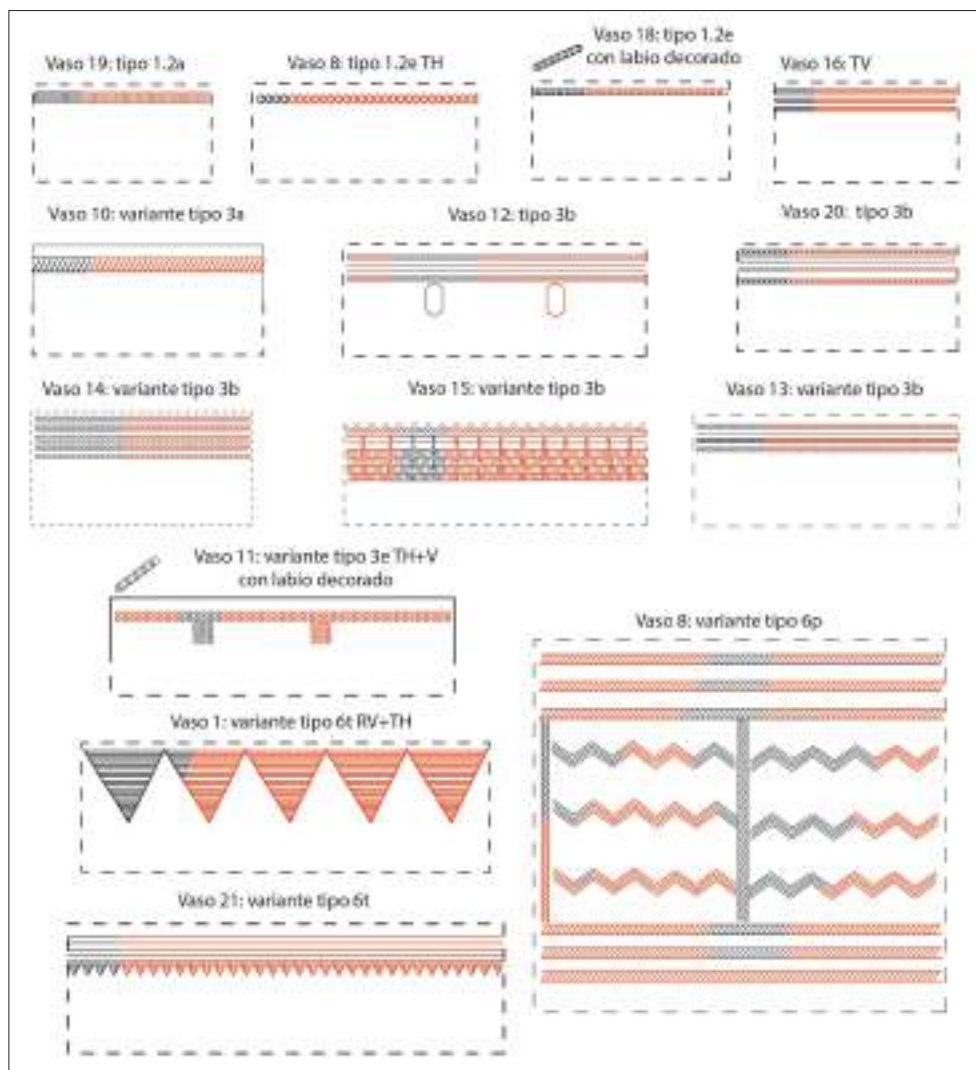 Vaso 19: tipo 1.2a
Vaso 8: tipo 1.2e TH
Vaso 18: tipo 1.2e
con labio decorado
Vaso 16: TV
Vaso 10: variante tipo 3a
Vaso 12: tipo 3b
Vaso 20: tipo 3b
Vaso 14: variante tipo 3b
Vaso 15: variante tipo 3b
Vaso 13: variante tipo 3b
Vaso 11: variante tipo 3e TH+V
con labio decorado
Vaso 8: variante tipo 6p
Vaso 1: variante tipo 6t RV+TH
Vaso 21: variante tipo 6t